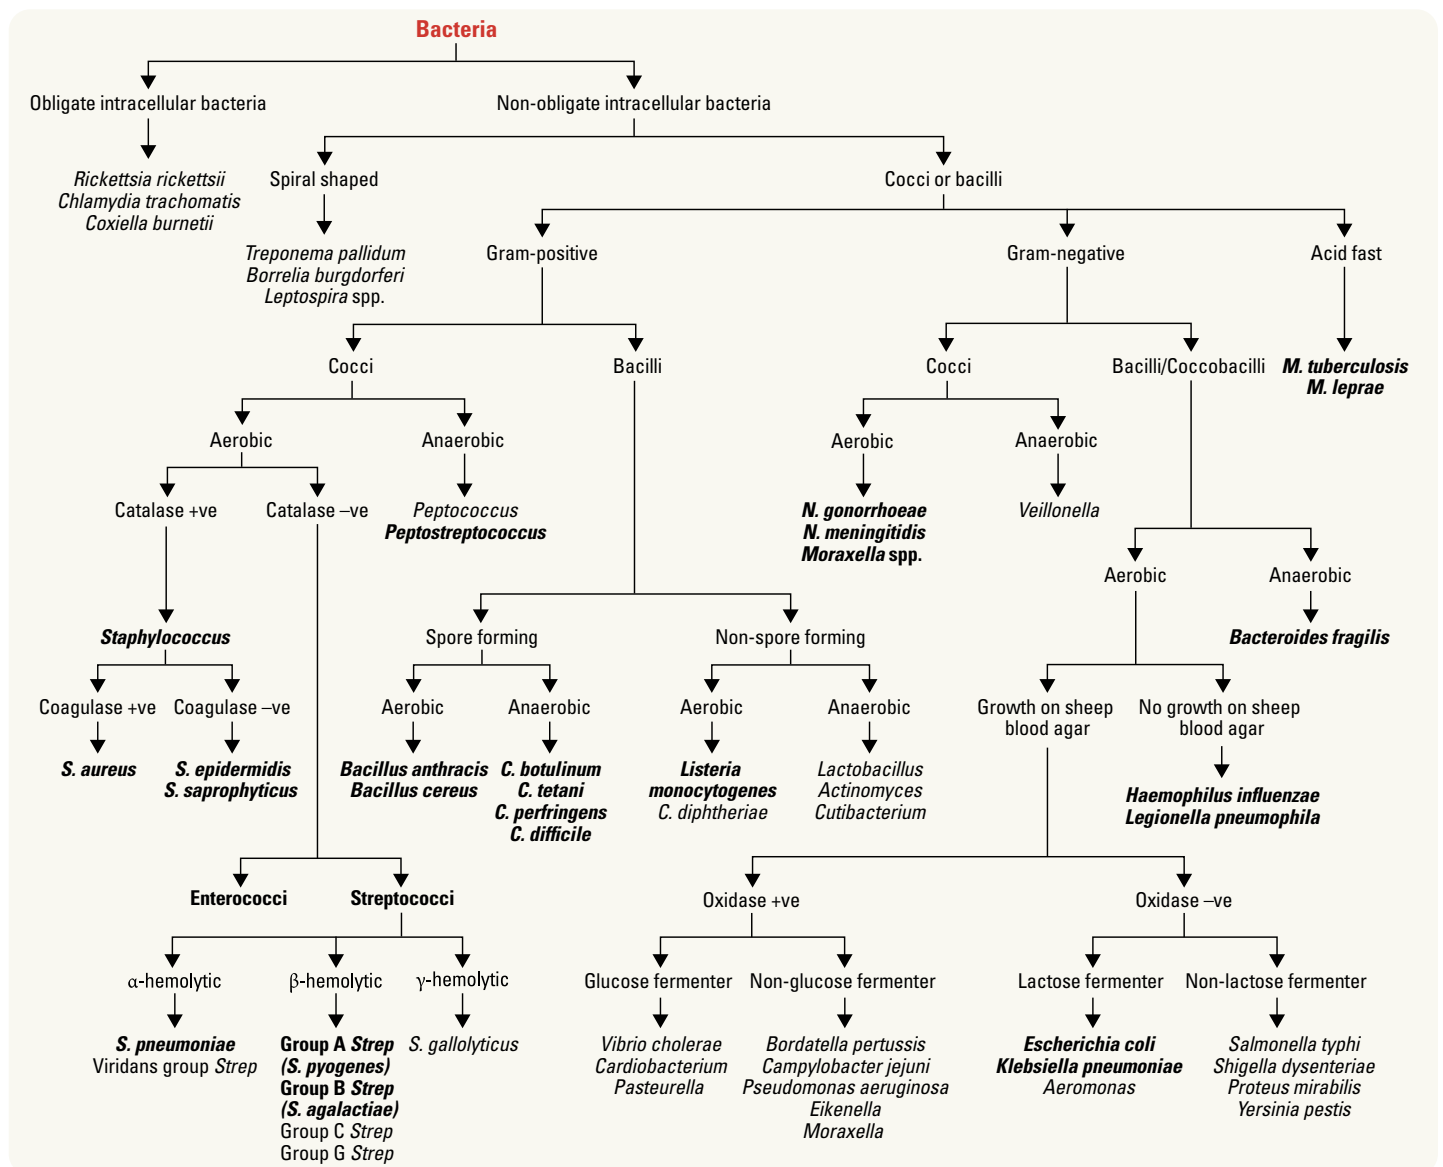 Bacteria
Obligate intracellular bacteria
Non-obligate intracellular bacteria
Rickettsia rickettsii
Chlamydia trachomatis
Coxiella burnetii
Spiral shaped
Cocci or bacilli
Treponema pallidum
Borrelia burgdorferi
Leptospira spp.
Gram-positive
Gram-negative
Acid fast
Cocci
Bacilli
Cocci
Bacilli/Coccobacilli
M. tuberculosis
M. leprae
Aerobic
Anaerobic
Aerobic
Anaerobic
Catalase +ve
Catalase –ve
Peptococcus
Peptostreptococcus
N. gonorrhoeae
N. meningitidis
Moraxella spp.
Veillonella
Aerobic
Anaerobic
Staphylococcus
Spore forming
Non-spore forming
Bacteroides fragilis
Coagulase +ve
Coagulase –ve
Aerobic
Anaerobic
Aerobic
Anaerobic
Growth on sheep
blood agar
No growth on sheep
blood agar
S. aureus
S. epidermidis
S. saprophyticus
Bacillus anthracis
Bacillus cereus
C. botulinum
C. tetani
C. perfringens
C. difficile
Listeria
monocytogenes
C. diphtheriae
Lactobacillus
Actinomyces
Cutibacterium
Haemophilus influenzae
Legionella pneumophila
Enterococci
Streptococci
Oxidase +ve
Oxidase –ve
α-hemolytic
β-hemolytic
γ-hemolytic
Glucose fermenter
Non-glucose fermenter
Lactose fermenter
Non-lactose fermenter
S. pneumoniae
Viridans group Strep
Group A Strep
(S. pyogenes)
Group B Strep
(S. agalactiae)
Group C Strep
Group G Strep
S. gallolyticus
Vibrio cholerae
Cardiobacterium
Pasteurella
Bordatella pertussis
Campylobacter jejuni
Pseudomonas aeruginosa
Eikenella
Moraxella
Escherichia coli
Klebsiella pneumoniae
Aeromonas
Salmonella typhi
Shigella dysenteriae
Proteus mirabilis
Yersinia pestis